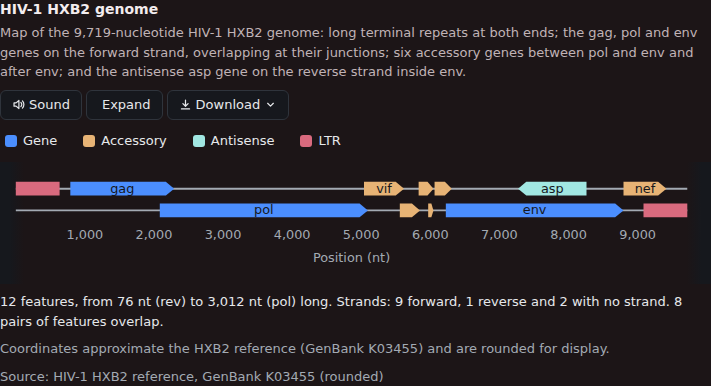 HIV-1 HXB2 genome
Map of the 9,719-nucleotide HIV-1 HXB2 genome: long terminal repeats at both ends; the gag, pol and env
genes on the forward strand, overlapping at their junctions; six accessory genes between pol and env and
after env; and the antisense asp gene on the reverse strand inside env.
Sound Expand Download
Gene Accessory Antisense LTR
gag vif asp nef
pol env
1,000 2,000 3,000 4,000 5,000 6,000 7,000 8,000 9,000
Position (nt)
12 features, from 76 nt (rev) to 3,012 nt (pol) long. Strands: 9 forward, 1 reverse and 2 with no strand. 8
pairs of features overlap.
Coordinates approximate the HXB2 reference (GenBank K03455) and are rounded for display.
Source: HIV-1 HXB2 reference, GenBank K03455 (rounded)